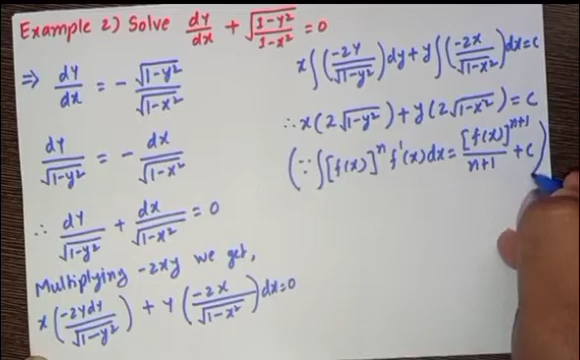 Example 2) Solve dy/dx + √(1-y²/1-x²) = 0
⇒ dy/dx = - √1-y²/√1-x²
dy/√1-y² = - dx/√1-x²
∴ dy/√1-y² + dx/√1-x² = 0
Multiplying -2xy we get,
x(-2ydy/√1-y²) + y(-2x/√1-x²)dx=0
x∫(-2y/√1-y²)dy+y∫(-2x/√1-x²)dx=c
∴ x(2√1-y²)+y(2√1-x²)=c
(∵∫[f(x)]ⁿ f'(x)dx = [f(x)]ⁿ⁺¹/n+1 + c)